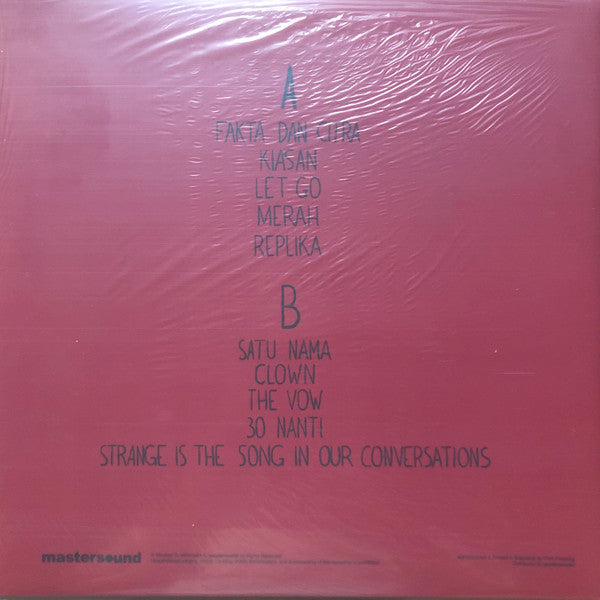 A
FAKTA DAN CITRA
KIASAN
LET GO
MERAH
REPLIKA
B
SATU NAMA
CLOWN
THE VOW
30 NANTI
STRANGE IS THE SONG IN OUR CONVERSATIONS
mastersound